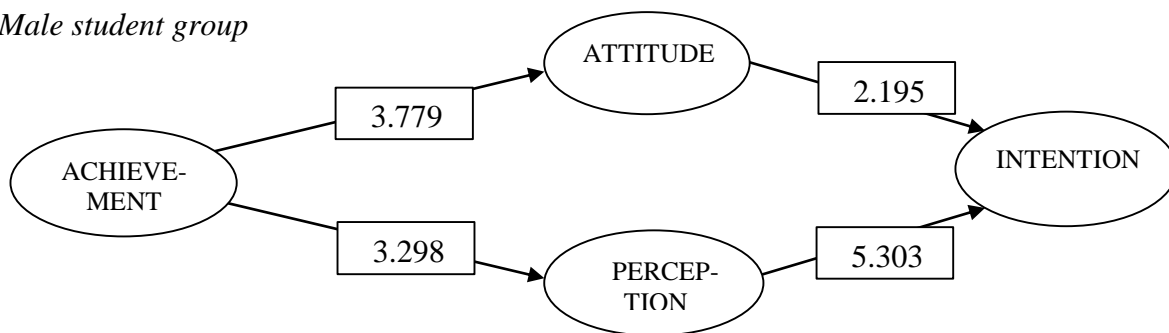 Male student group
ATTITUDE
3.779
2.195
ACHIEVE-
MENT
INTENTION
3.298
5.303
PERCEP-
TION